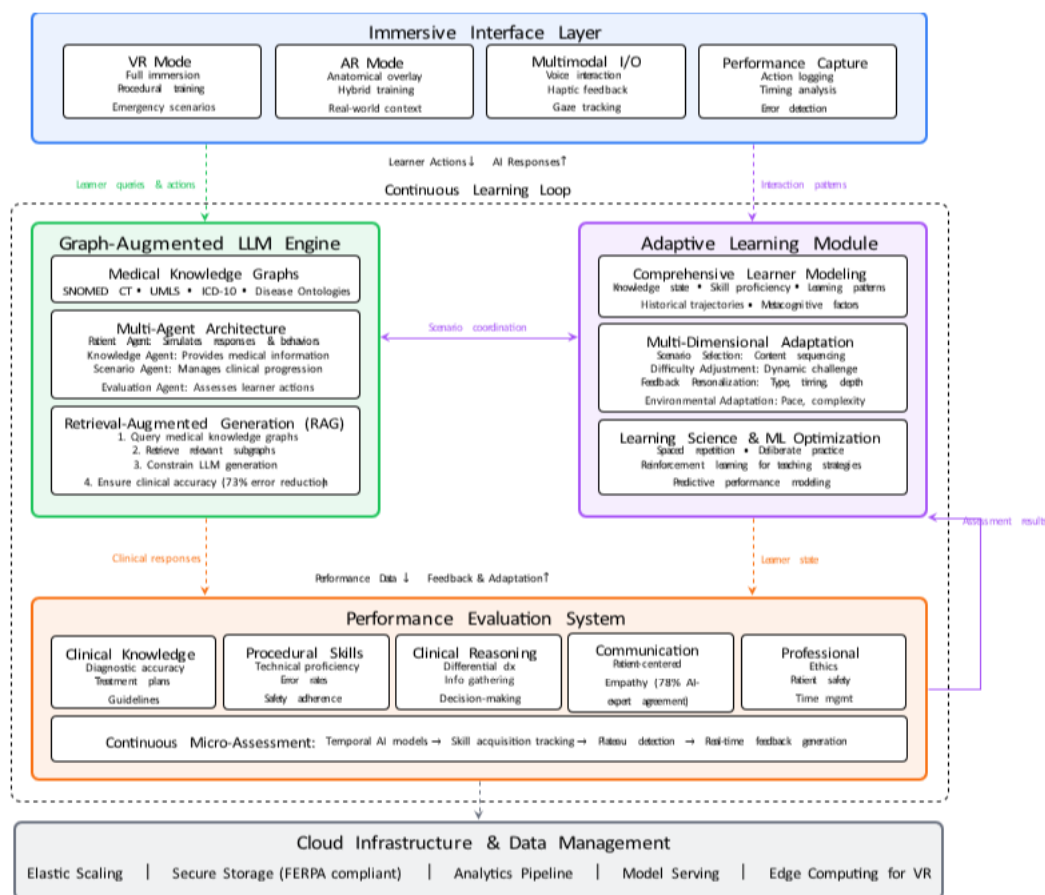 Immersive Interface Layer
VR Mode
Full immersion
Procedural training
Emergency scenarios
AR Mode
Anatomical overlay
Hybrid training
Real-world context
Multimodal I/O
Voice interaction
Haptic feedback
Gaze tracking
Performance Capture
Action logging
Timing analysis
Error detection
Learner Actions↓ AI Responses↑
Learner queries & actions
Continuous Learning Loop
Interaction patterns
Graph-Augmented LLM Engine
Medical Knowledge Graphs
SNOMED CT • UMLS • ICD-10 • Disease Ontologies
Multi-Agent Architecture
Patient Agent: Simulates responses & behaviors
Knowledge Agent: Provides medical information
Scenario Agent: Manages clinical progression
Evaluation Agent: Assesses learner actions
Retrieval-Augmented Generation (RAG)
1. Query medical knowledge graphs
2. Retrieve relevant subgraphs
3. Constrain LLM generation
4. Ensure clinical accuracy (73% error reduction)
Scenario coordination
Adaptive Learning Module
Comprehensive Learner Modeling
Knowledge state • Skill proficiency • Learning patterns
Historical trajectories • Metacognitive factors
Multi-Dimensional Adaptation
Scenario Selection: Content sequencing
Difficulty Adjustment: Dynamic challenge
Feedback Personalization: Type, timing, depth
Environmental Adaptation: Pace, complexity
Learning Science & ML Optimization
Spaced repetition • Deliberate practice
Reinforcement learning for teaching strategies
Predictive performance modeling
Assessment results
Clinical responses
Learner state
Performance Data ↓ Feedback & Adaptation↑
Performance Evaluation System
Clinical Knowledge
Diagnostic accuracy
Treatment plans
Guidelines
Procedural Skills
Technical proficiency
Error rates
Safety adherence
Clinical Reasoning
Differential dx
Info gathering
Decision-making
Communication
Patient-centered
Empathy (78% AI-
expert agreement)
Professional
Ethics
Patient safety
Time mgmt
Continuous Micro-Assessment: Temporal AI models → Skill acquisition tracking → Plateau detection → Real-time feedback generation
Cloud Infrastructure & Data Management
Elastic Scaling | Secure Storage (FERPA compliant) | Analytics Pipeline | Model Serving | Edge Computing for VR